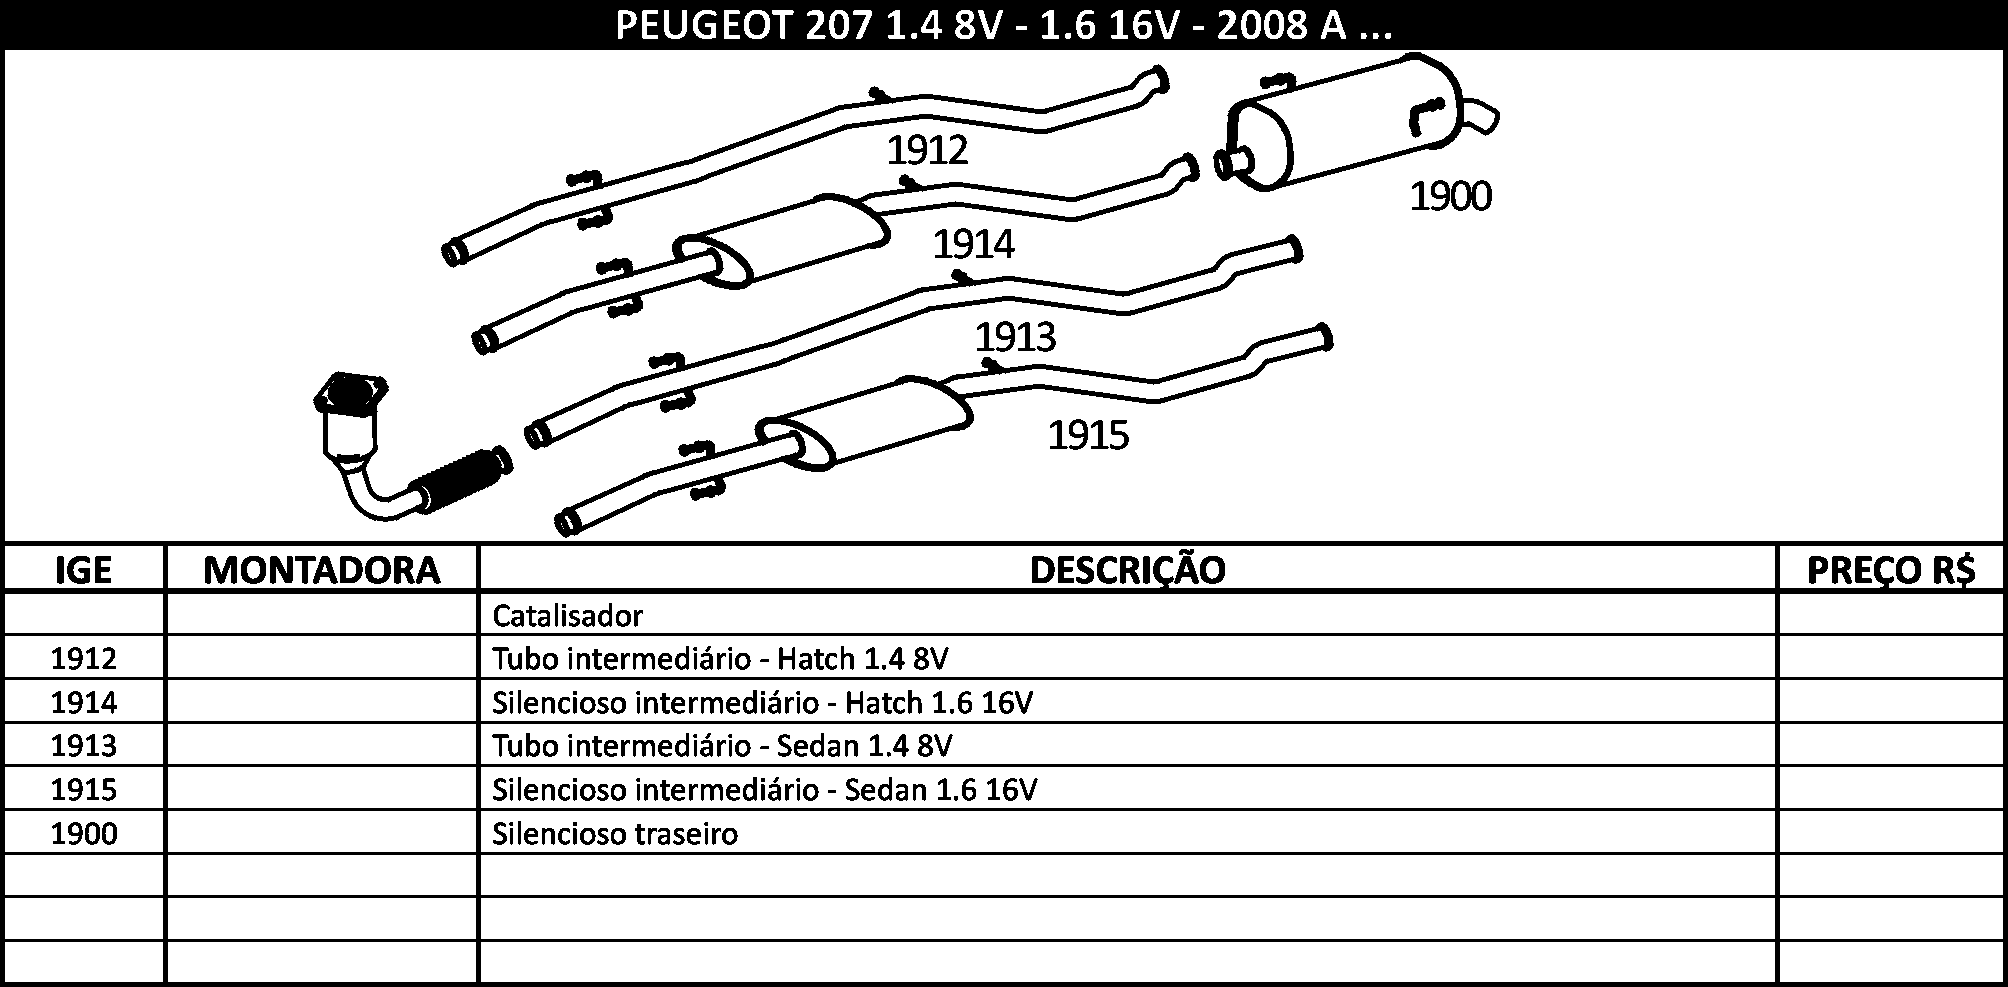 PEUGEOT 207 1.4 8V - 1.6 16V - 2008 A ...
1912
1900
1914
1913
1915
IGE MONTADORA DESCRIÇÃO PREÇO R$
Catalisador
1912 Tubo intermediário - Hatch 1.4 8V
1914 Silencioso intermediário - Hatch 1.6 16V
1913 Tubo intermediário - Sedan 1.4 8V
1915 Silencioso intermediário - Sedan 1.6 16V
1900 Silencioso traseiro